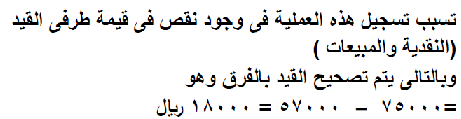 تسبب تسجيل هذه العملية فى وجود نقص فى قيمة طرفى القيد
(النقدية والمبيعات )
وبالتالى يتم تصحيح القيد بالفرق وهو
=٧٥٠٠٠ – ٥٧٠٠٠ = ١٨٠٠٠ ريال